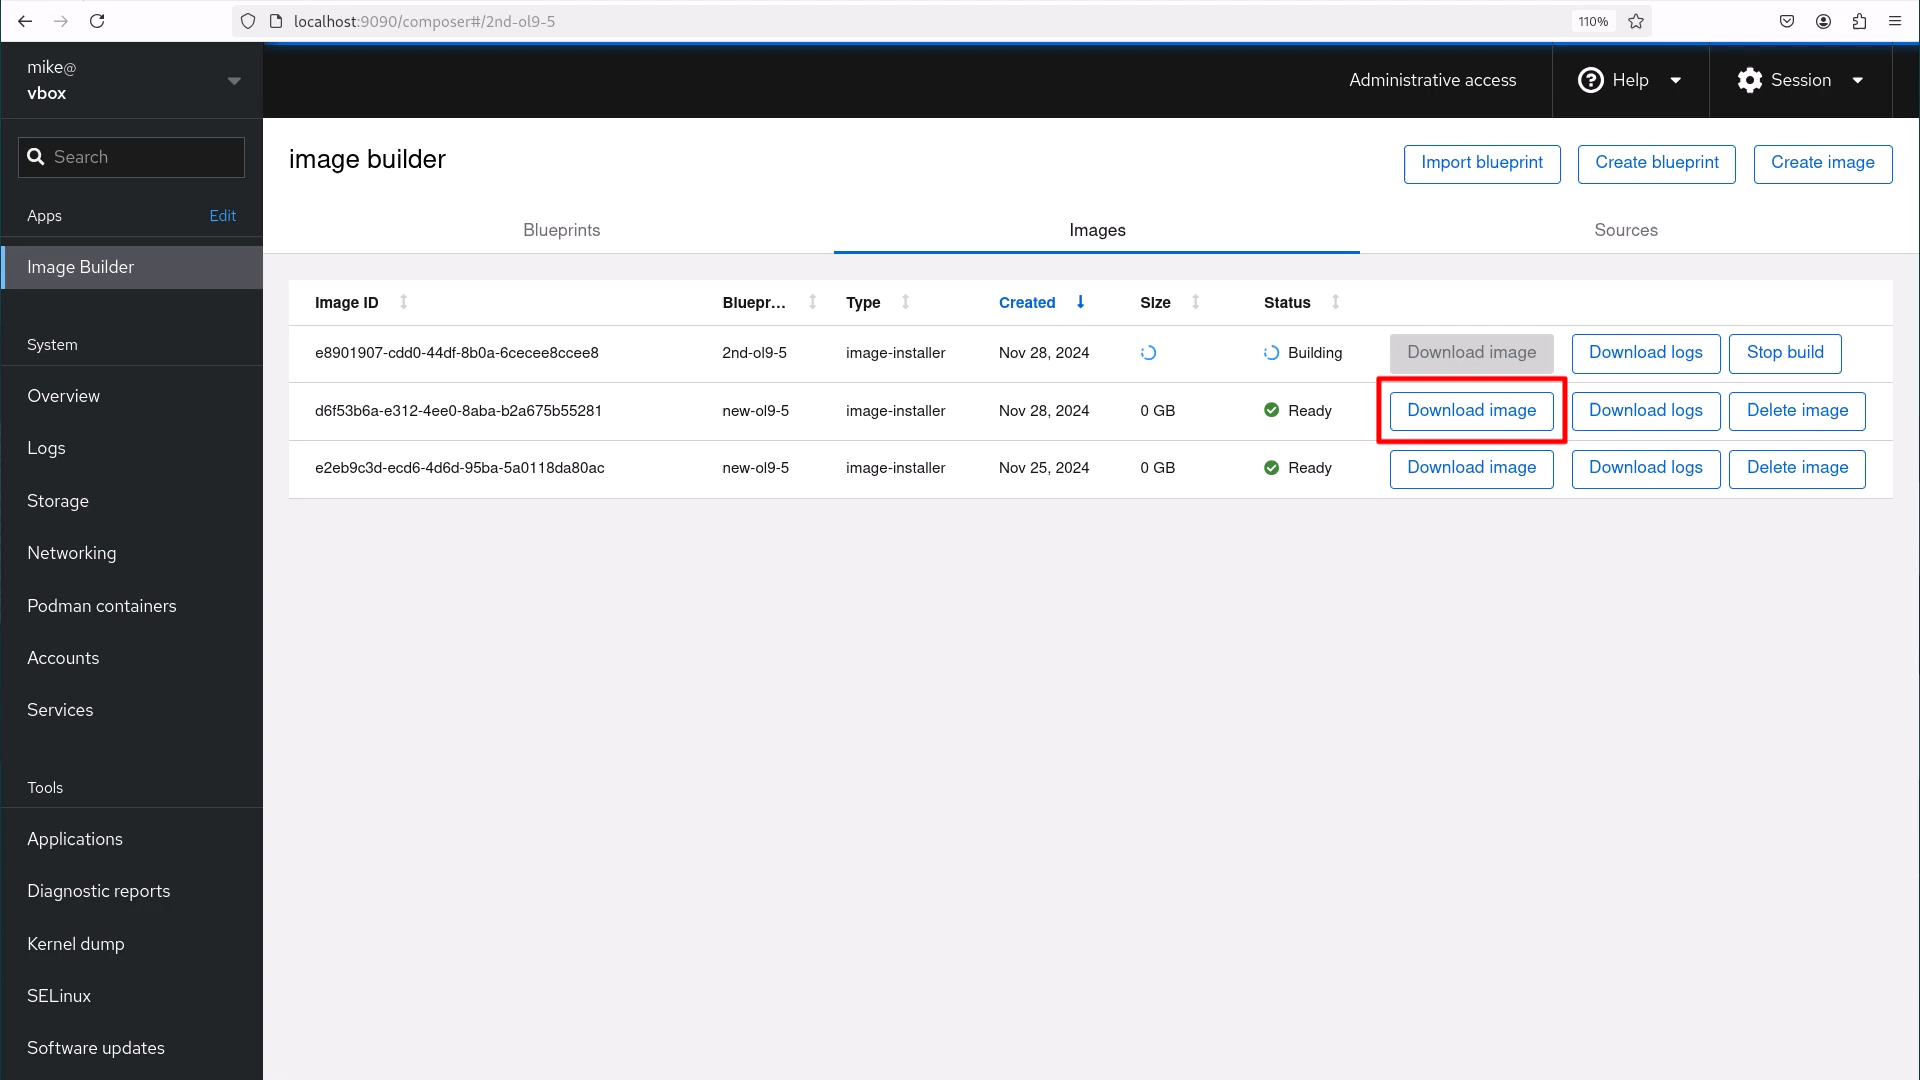 localhost:9090/composer#/2nd-ol9-5
110%
mike@
vbox
Administrative access
Help
Session
Search
Apps
Edit
Image Builder
System
Overview
Logs
Storage
Networking
Podman containers
Accounts
Services
Tools
Applications
Diagnostic reports
Kernel dump
SELinux
Software updates
image builder
Import blueprint
Create blueprint
Create image
Blueprints
Images
Sources
Image ID Bluepr... Type Created Size Status
e8901907-cdd0-44df-8b0a-6cecee8ccee8 2nd-ol9-5 image-installer Nov 28, 2024 Building Download image Download logs Stop build
d6f53b6a-e312-4ee0-8aba-b2a675b55281 new-ol9-5 image-installer Nov 28, 2024 0 GB Ready Download image Download logs Delete image
e2eb9c3d-ecd6-4d6d-95ba-5a0118da80ac new-ol9-5 image-installer Nov 25, 2024 0 GB Ready Download image Download logs Delete image